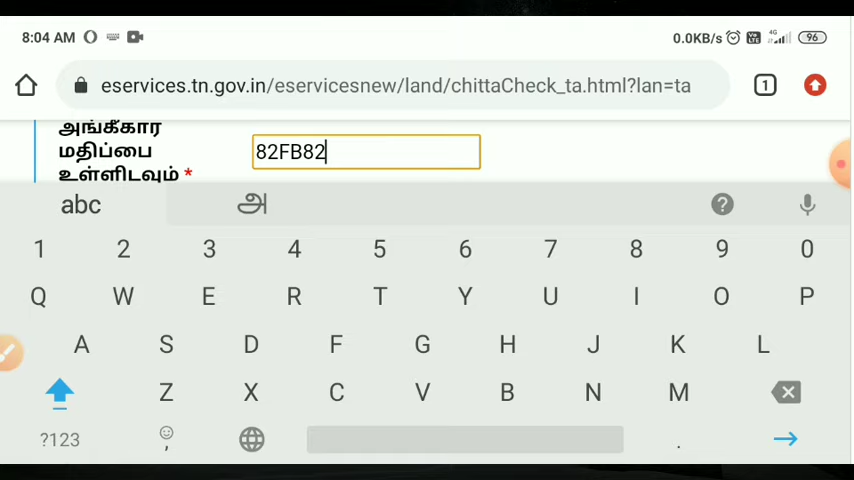 8:04 AM
0.0KB/s 4G 96
eservices.tn.gov.in/eservicesnew/land/chittaCheck_ta.html?lan=ta 1
அங்கீகார
மதிப்பை
உள்ளிடவும் *
82FB82
abc அ ?
1 2 3 4 5 6 7 8 9 0
Q W E R T Y U I O P
A S D F G H J K L
Z X C V B N M
?123 , .